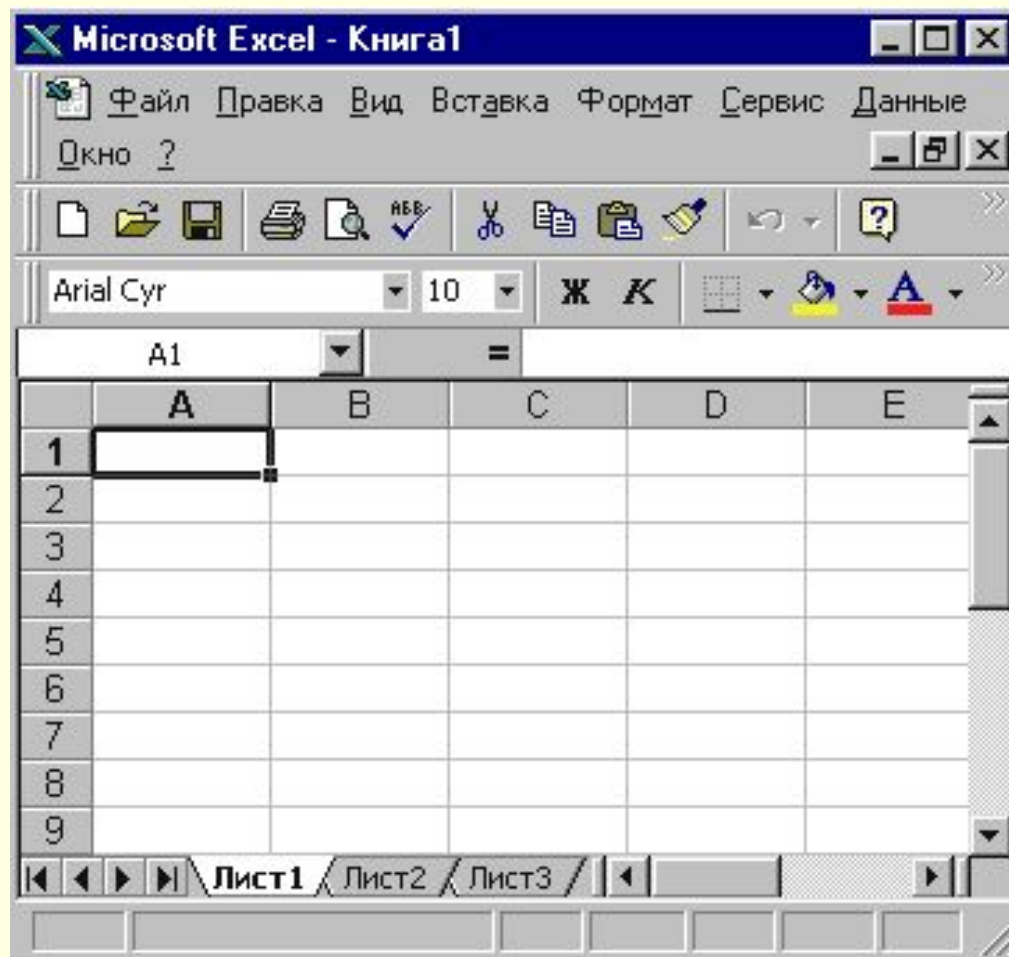 Microsoft Excel - Книга1
Файл Правка Вид Вставка Формат Сервис Данные
Окно ?
АБВ
Arial Cyr 10 Ж К А
A1 =
A B C D E
1
2
3
4
5
6
7
8
9
Лист1 Лист2 Лист3